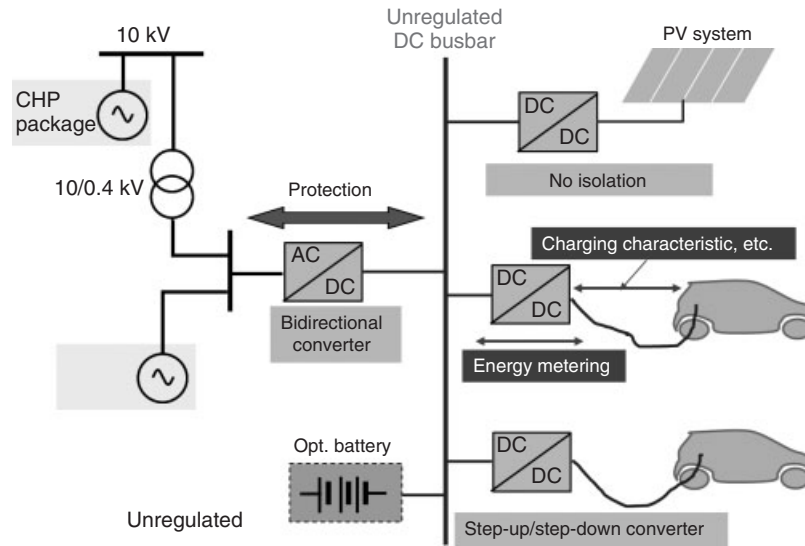 Unregulated
DC busbar
PV system
10 kV
CHP
package
DC
DC
10/0.4 kV
Protection
No isolation
Charging characteristic, etc.
AC
DC
DC
DC
Bidirectional
converter
Energy metering
Opt. battery
DC
DC
Unregulated
Step-up/step-down converter